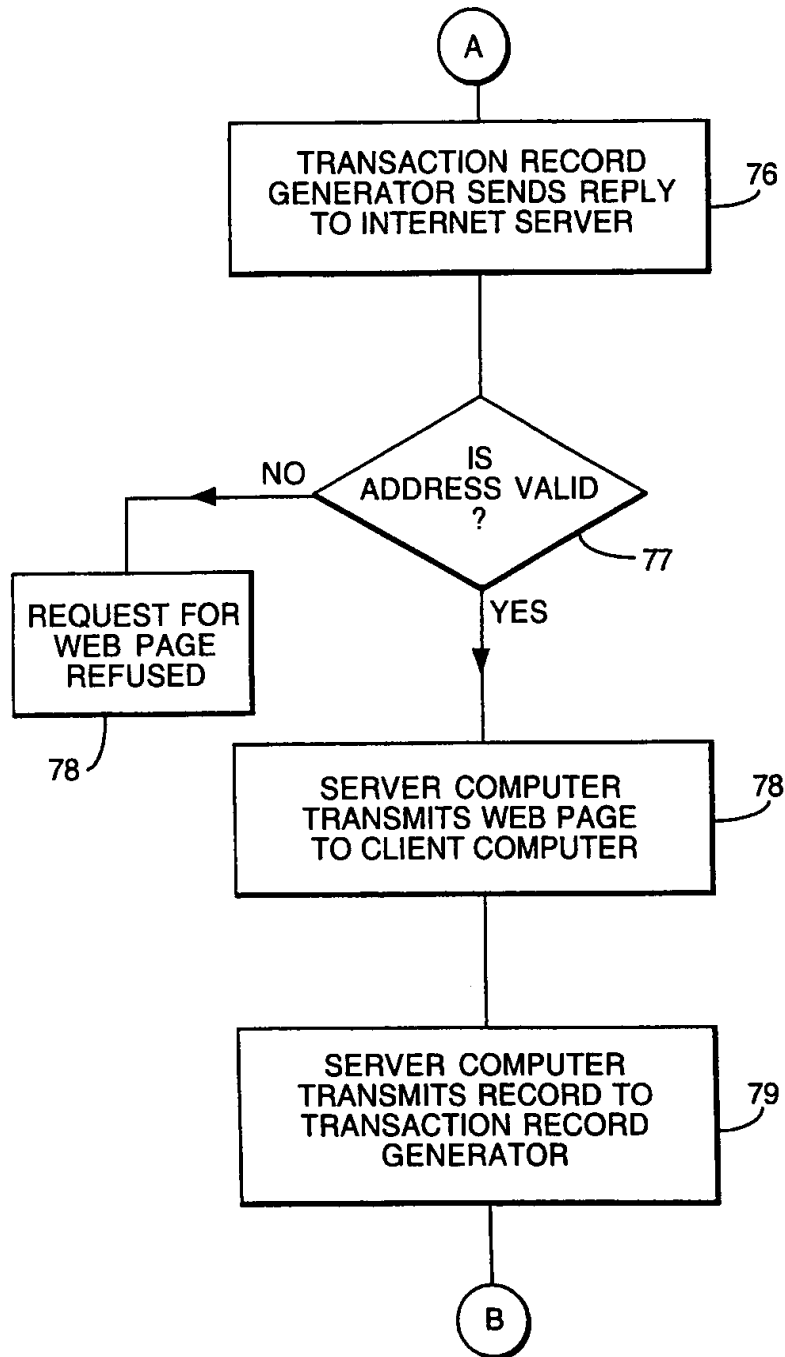 A
TRANSACTION RECORD
GENERATOR SENDS REPLY
TO INTERNET SERVER
76
IS
ADDRESS VALID
?
77
NO
YES
REQUEST FOR
WEB PAGE
REFUSED
78
SERVER COMPUTER
TRANSMITS WEB PAGE
TO CLIENT COMPUTER
78
SERVER COMPUTER
TRANSMITS RECORD TO
TRANSACTION RECORD
GENERATOR
79
B